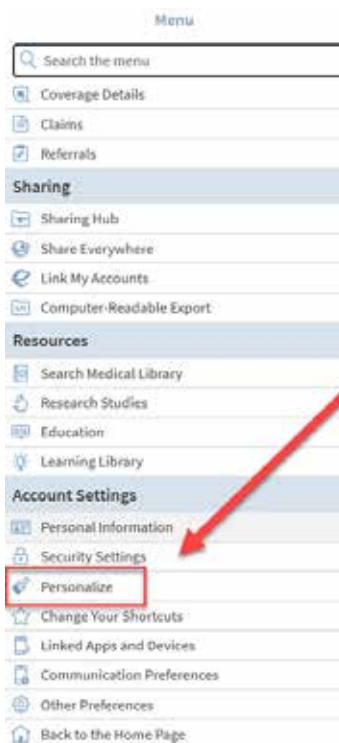 Menu
Search the menu
Coverage Details
Claims
Referrals
Sharing
Sharing Hub
Share Everywhere
Link My Accounts
Computer-Readable Export
Resources
Search Medical Library
Research Studies
Education
Learning Library
Account Settings
Personal Information
Security Settings
Personalize
Change Your Shortcuts
Linked Apps and Devices
Communication Preferences
Other Preferences
Back to the Home Page